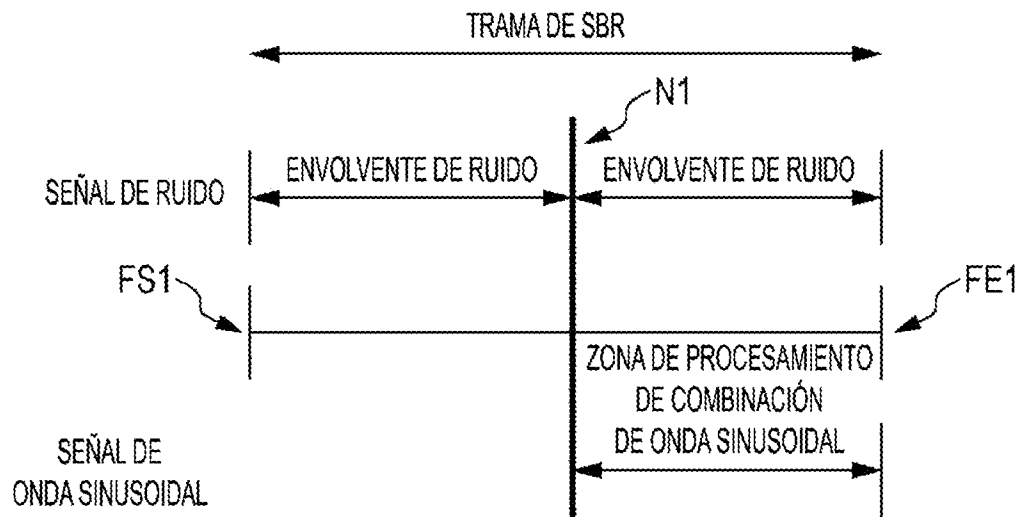 TRAMA DE SBR
N1
ENVOLVENTE DE RUIDO
ENVOLVENTE DE RUIDO
SEÑAL DE RUIDO
FS1
FE1
ZONA DE PROCESAMIENTO
DE COMBINACIÓN
DE ONDA SINUSOIDAL
SEÑAL DE
ONDA SINUSOIDAL